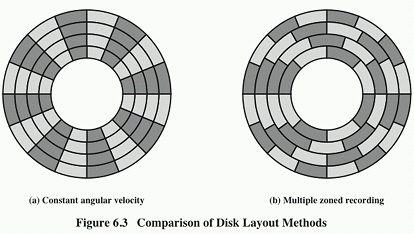 (a) Constant angular velocity
(b) Multiple zoned recording
Figure 6.3 Comparison of Disk Layout Methods